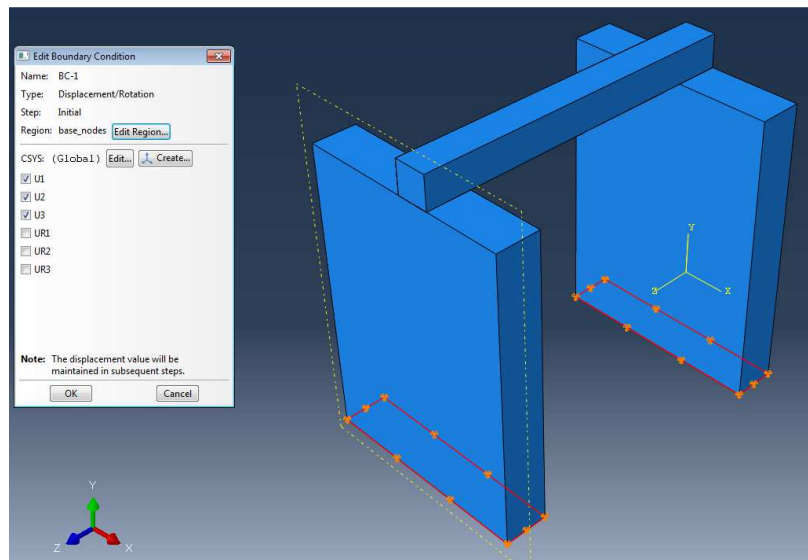 Edit Boundary Condition
Name: BC-1
Type: Displacement/Rotation
Step: Initial
Region: base_nodes Edit Region...
CSYS: (Global) Edit... Create...
U1
U2
U3
UR1
UR2
UR3
Note: The displacement value will be
maintained in subsequent steps.
OK Cancel
Y
Z X
Y
Z X